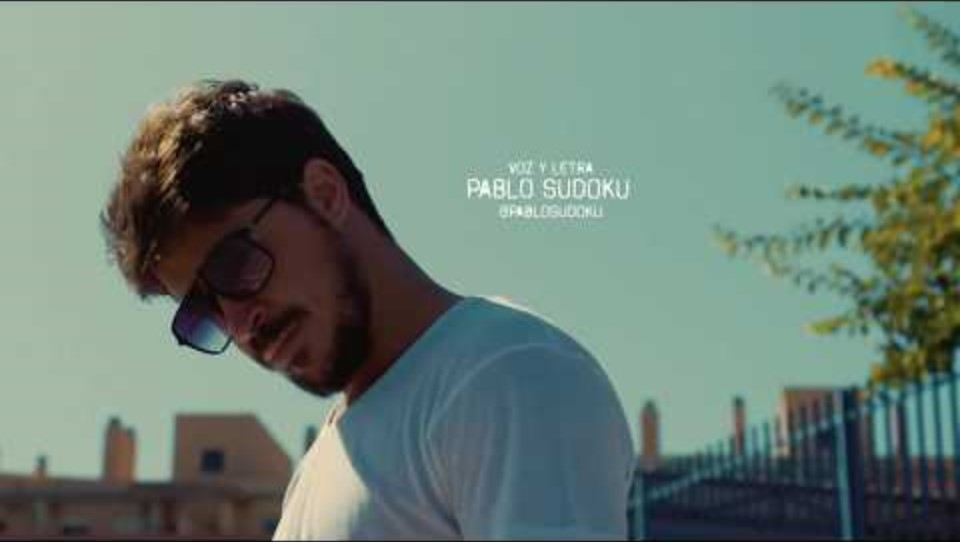 VOZ Y LETRA
PABLO SUDOKU
@PABLOSUDOKU